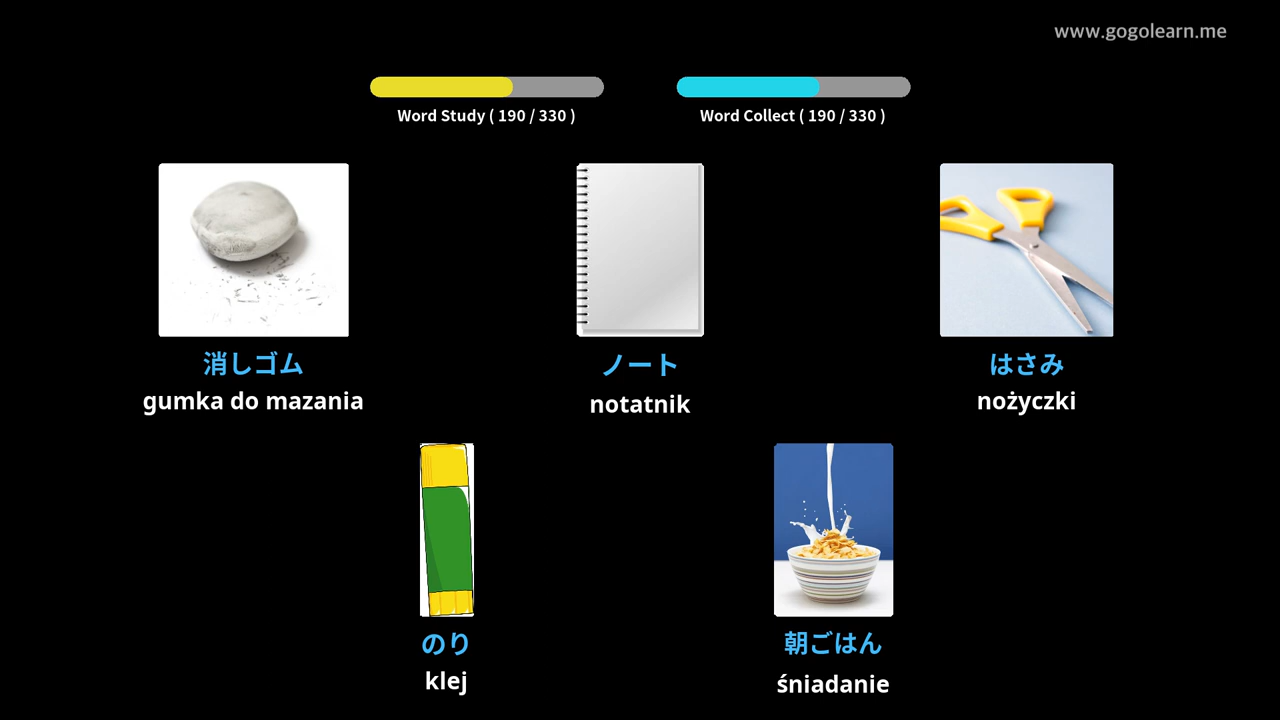 www.gogolearn.me
Word Study ( 190 / 330 )
Word Collect ( 190 / 330 )
消しゴム
gumka do mazania
ノート
notatnik
はさみ
nożyczki
のり
klej
朝ごはん
śniadanie